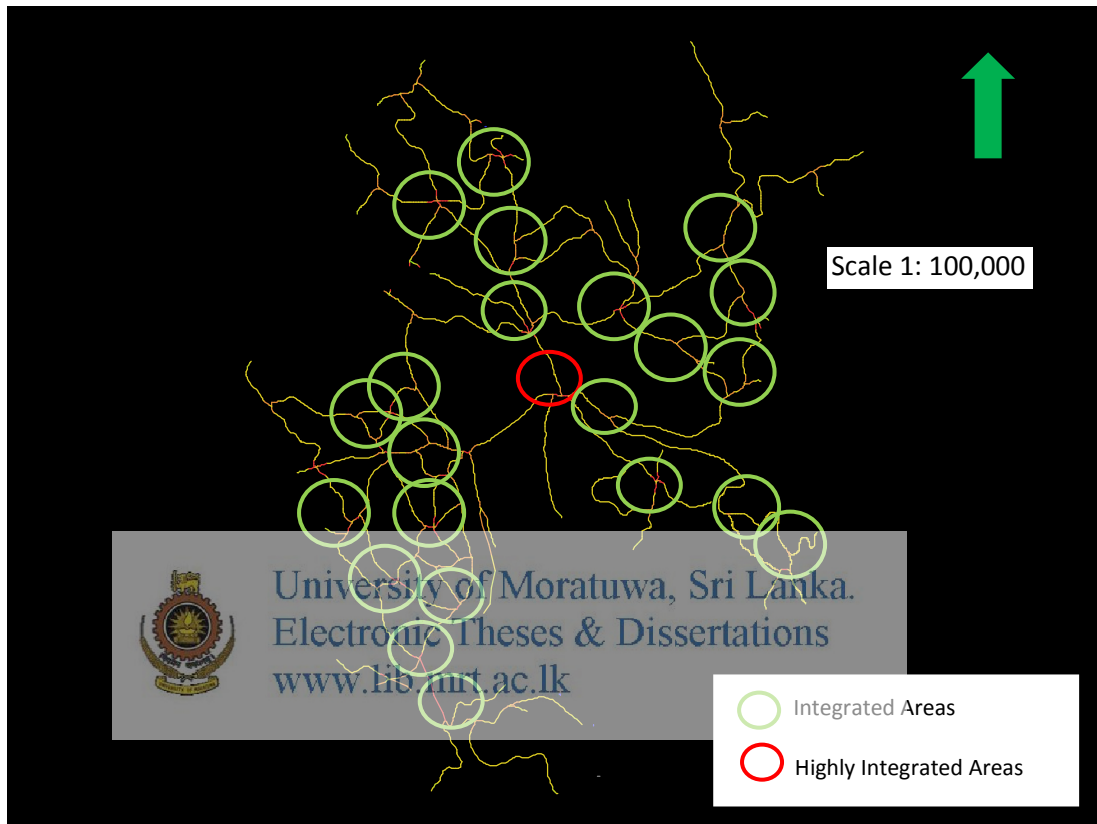 Scale 1: 100,000
University of Moratuwa, Sri Lanka.
Electronic Theses & Dissertations
www.lib.mrt.ac.lk
Integrated Areas
Highly Integrated Areas